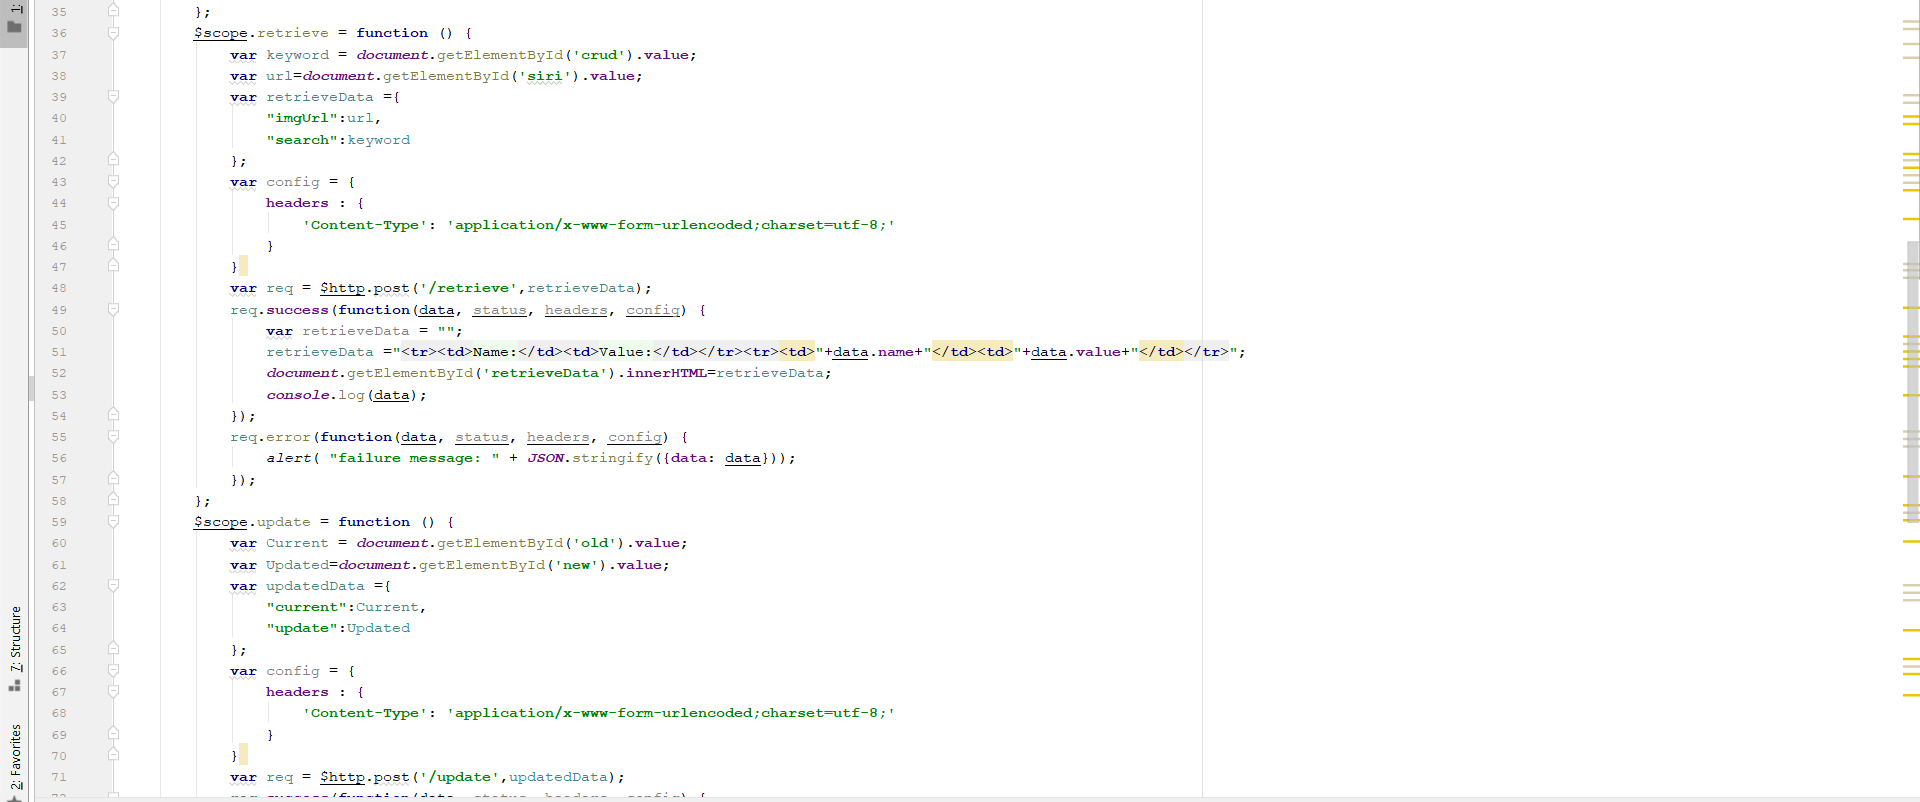 1:
7: Structure
2: Favorites
35 };
36 $scope.retrieve = function () {
37 var keyword = document.getElementById('crud').value;
38 var url=document.getElementById('siri').value;
39 var retrieveData ={
40 "imgUrl":url,
41 "search":keyword
42 };
43 var config = {
44 headers : {
45 'Content-Type': 'application/x-www-form-urlencoded;charset=utf-8;'
46 }
47 }
48 var req = $http.post('/retrieve',retrieveData);
49 req.success(function(data, status, headers, config) {
50 var retrieveData = "";
51 retrieveData ="<tr><td>Name:</td><td>Value:</td></tr><tr><td>"+data.name+"</td><td>"+data.value+"</td></tr>";
52 document.getElementById('retrieveData').innerHTML=retrieveData;
53 console.log(data);
54 });
55 req.error(function(data, status, headers, config) {
56 alert( "failure message: " + JSON.stringify({data: data}));
57 });
58 };
59 $scope.update = function () {
60 var Current = document.getElementById('old').value;
61 var Updated=document.getElementById('new').value;
62 var updatedData ={
63 "current":Current,
64 "update":Updated
65 };
66 var config = {
67 headers : {
68 'Content-Type': 'application/x-www-form-urlencoded;charset=utf-8;'
69 }
70 }
71 var req = $http.post('/update',updatedData);
72 req.success(function(data, status, headers, config) {